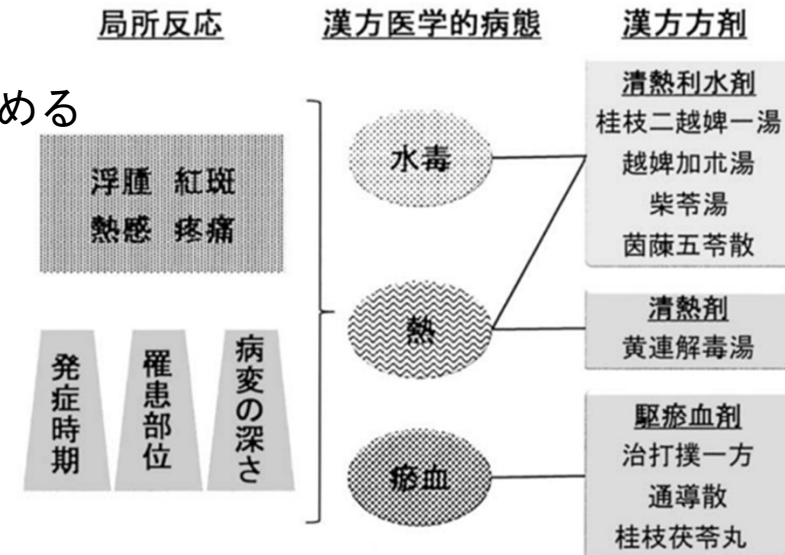 局所反応
漢方医学的病態
漢方方剤
める
浮腫 紅斑
熱感 疼痛
発症時期
罹患部位
病変の深さ
水毒
熱
瘀血
清熱利水剤
桂枝二越婢一湯
越婢加朮湯
柴苓湯
茵蔯五苓散
清熱剤
黄連解毒湯
駆瘀血剤
治打撲一方
通導散
桂枝茯苓丸